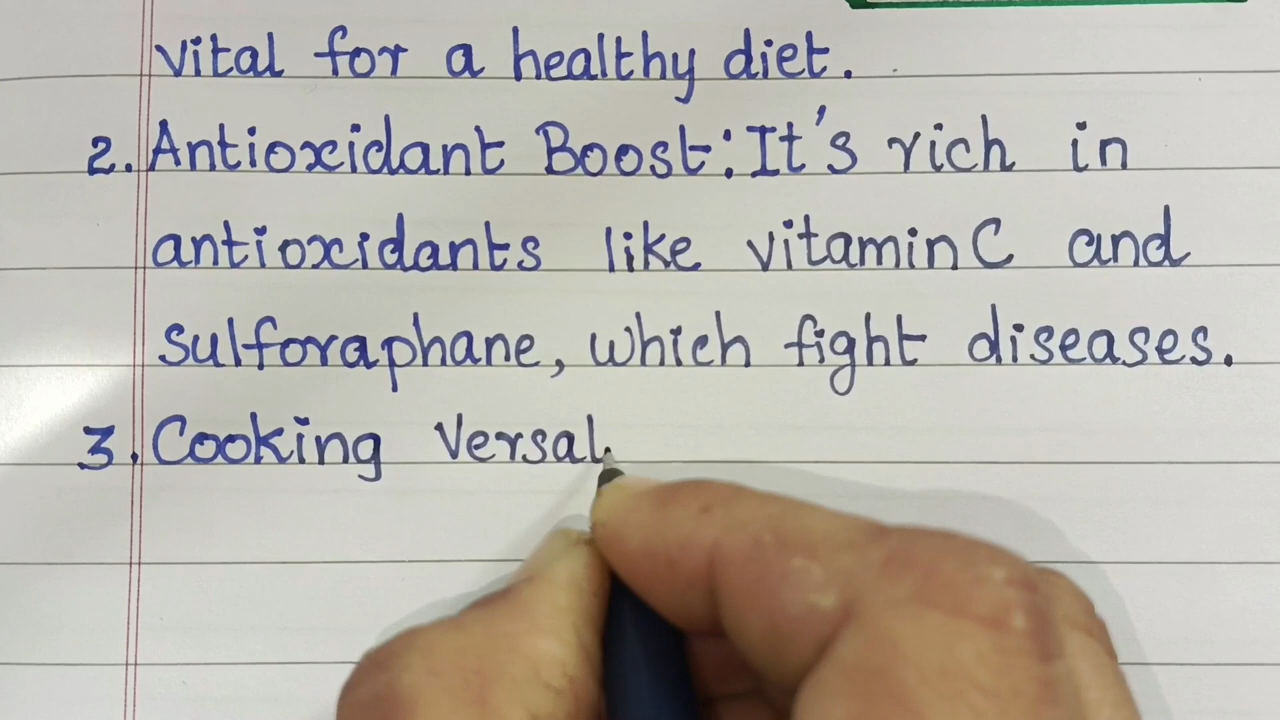 vital for a healthy diet.
2. Antioxidant Boost: It's rich in
antioxidants like vitamin C and
sulforaphane, which fight diseases.
3. Cooking Versal